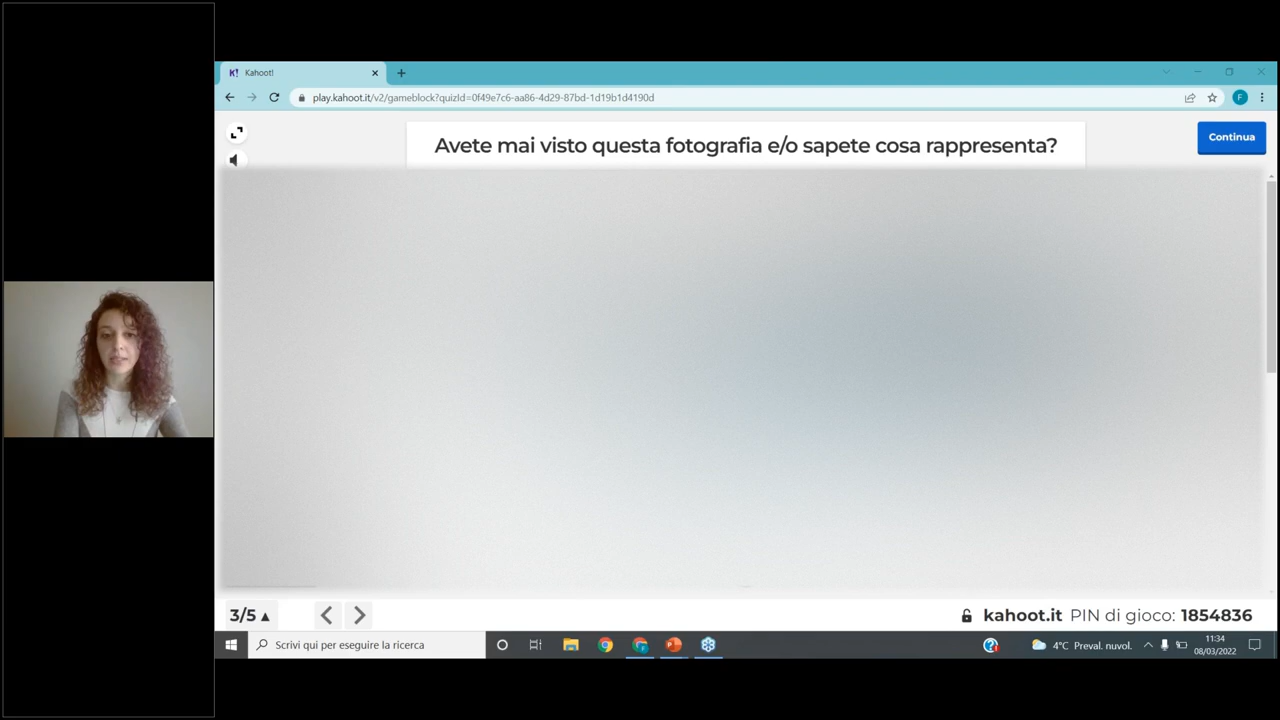 Kahoot!
play.kahoot.it/v2/gameblock?quizId=0f49e7c6-aa86-4d29-87bd-1d19b1d4190d
F
Avete mai visto questa fotografia e/o sapete cosa rappresenta?
Continua
3/5
kahoot.it PIN di gioco: 1854836
Scrivi qui per eseguire la ricerca
4°C Preval. nuvol.
11:34
08/03/2022